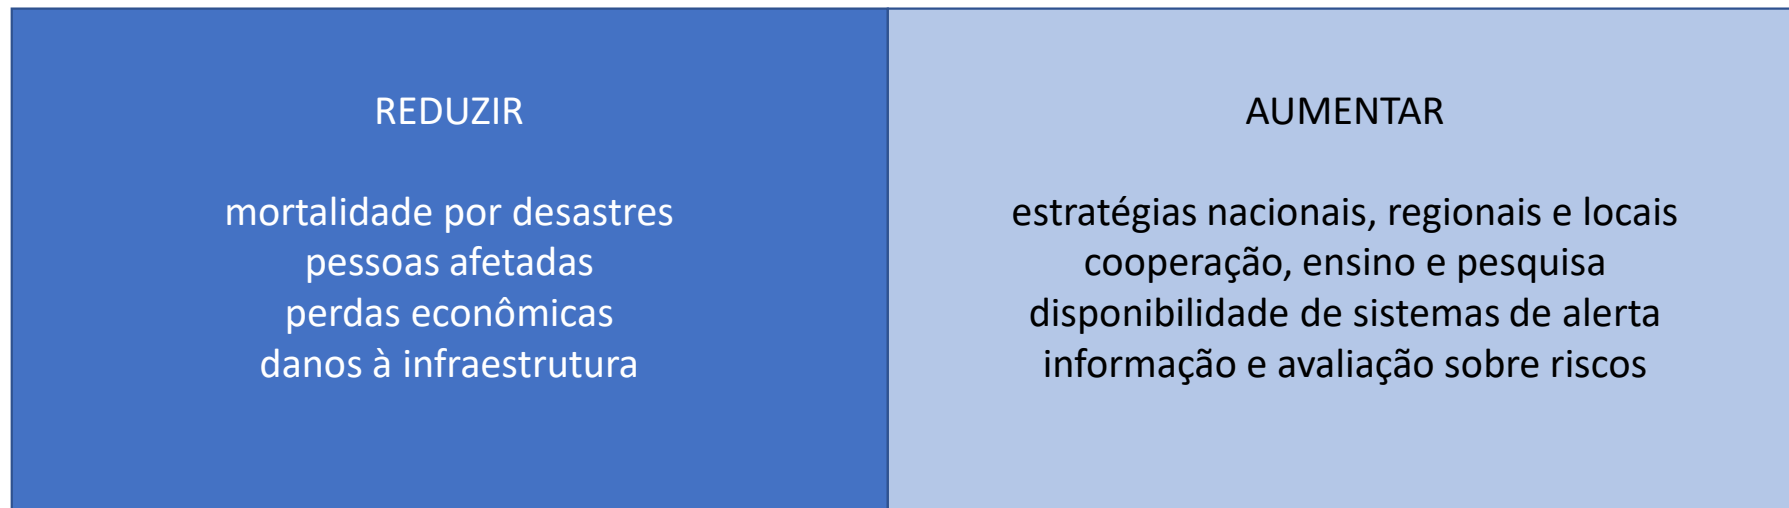 REDUZIR
mortalidade por desastres
pessoas afetadas
perdas econômicas
danos à infraestrutura
AUMENTAR
estratégias nacionais, regionais e locais
cooperação, ensino e pesquisa
disponibilidade de sistemas de alerta
informação e avaliação sobre riscos